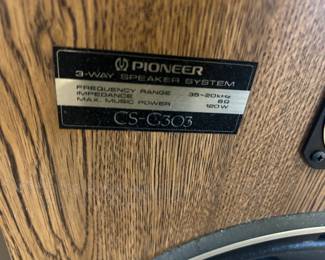 PIONEER
3-WAY SPEAKER SYSTEM
FREQUENCY RANGE 35-20kHz
IMPEDANCE 8Ω
MAX. MUSIC POWER 120W
CS-G303